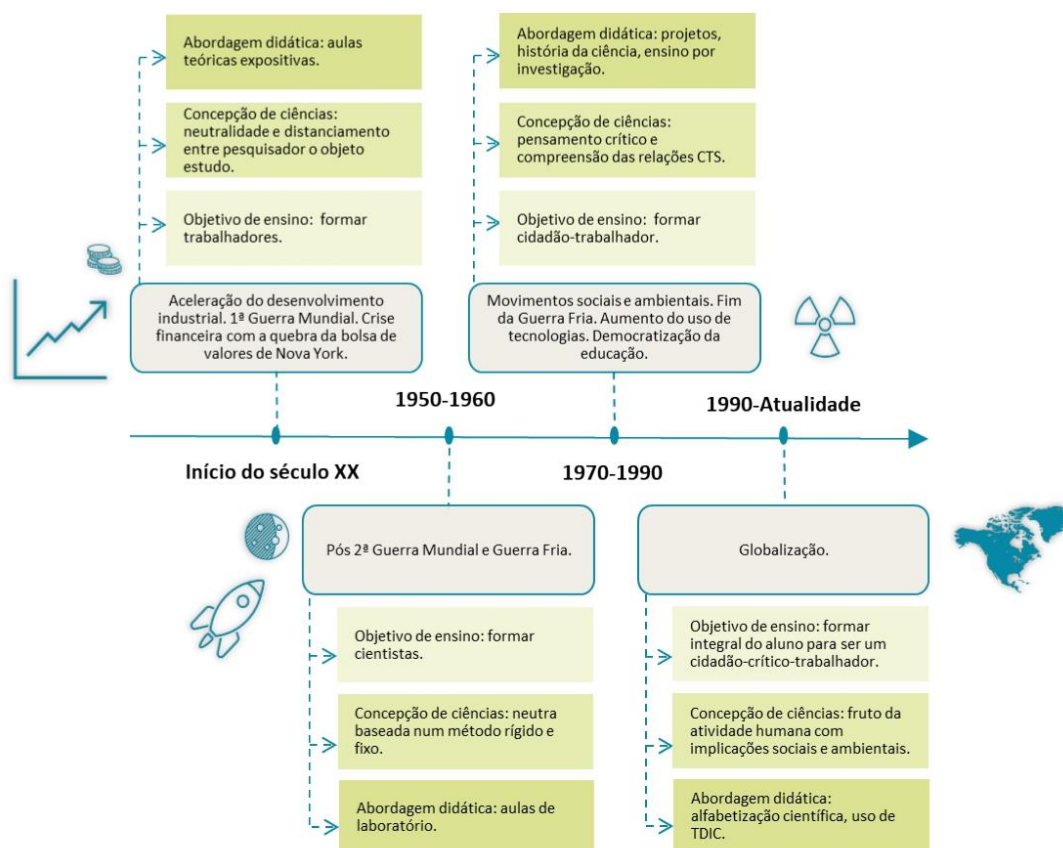 Abordagem didática: aulas
teóricas expositivas.
Concepção de ciências:
neutralidade e distanciamento
entre pesquisador o objeto
estudo.
Objetivo de ensino: formar
trabalhadores.
Aceleração do desenvolvimento
industrial. 1ª Guerra Mundial. Crise
financeira com a quebra da bolsa de
valores de Nova York.
Abordagem didática: projetos,
história da ciência, ensino por
investigação.
Concepção de ciências:
pensamento crítico e
compreensão das relações CTS.
Objetivo de ensino: formar
cidadão-trabalhador.
Movimentos sociais e ambientais. Fim
da Guerra Fria. Aumento do uso de
tecnologias. Democratização da
educação.
1950-1960
1990-Atualidade
Início do século XX
1970-1990
Pós 2ª Guerra Mundial e Guerra Fria.
Objetivo de ensino: formar
cientistas.
Concepção de ciências: neutra
baseada num método rígido e
fixo.
Abordagem didática: aulas de
laboratório.
Globalização.
Objetivo de ensino: formar
integral do aluno para ser um
cidadão-crítico-trabalhador.
Concepção de ciências: fruto da
atividade humana com
implicações sociais e ambientais.
Abordagem didática:
alfabetização científica, uso de
TDIC.